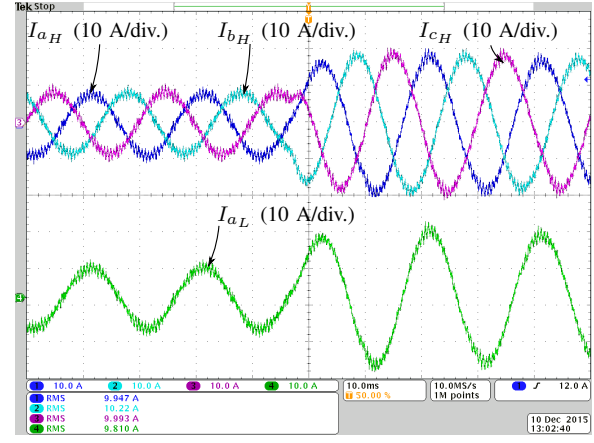 Tek Stop
T
I_{a_H} (10 A/div.) I_{b_H} (10 A/div.) I_{c_H} (10 A/div.)
3
I_{a_L} (10 A/div.)
4
1 10.0 A 2 10.0 A 3 10.0 A 4 10.0 A
1 RMS 9.947 A
2 RMS 10.22 A
3 RMS 9.993 A
4 RMS 9.810 A
10.0ms
T 50.00 %
10.0MS/s
1M points
1 12.0 A
10 Dec 2015
13:02:40